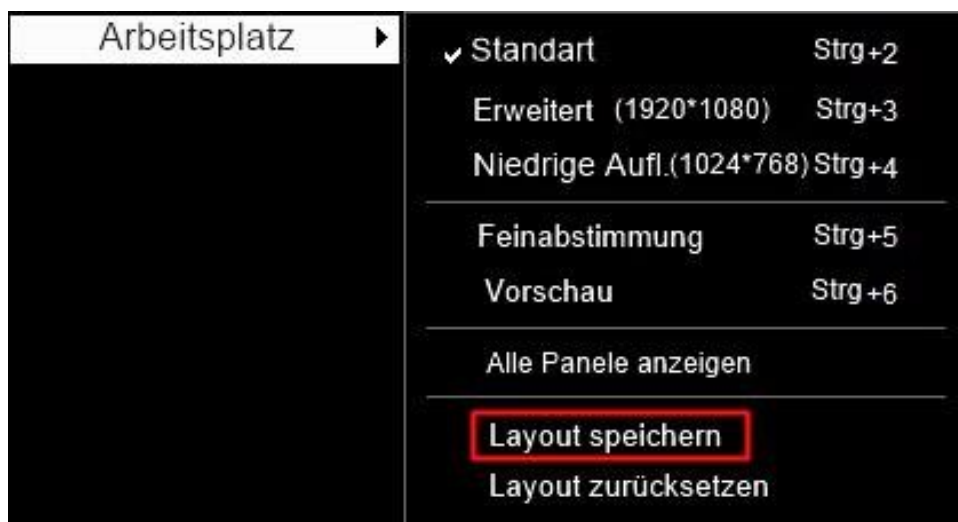 Arbeitsplatz
Standart Strg+2
Erweitert (1920*1080) Strg+3
Niedrige Aufl.(1024*768) Strg+4
Feinabstimmung Strg+5
Vorschau Strg+6
Alle Panele anzeigen
Layout speichern
Layout zurücksetzen